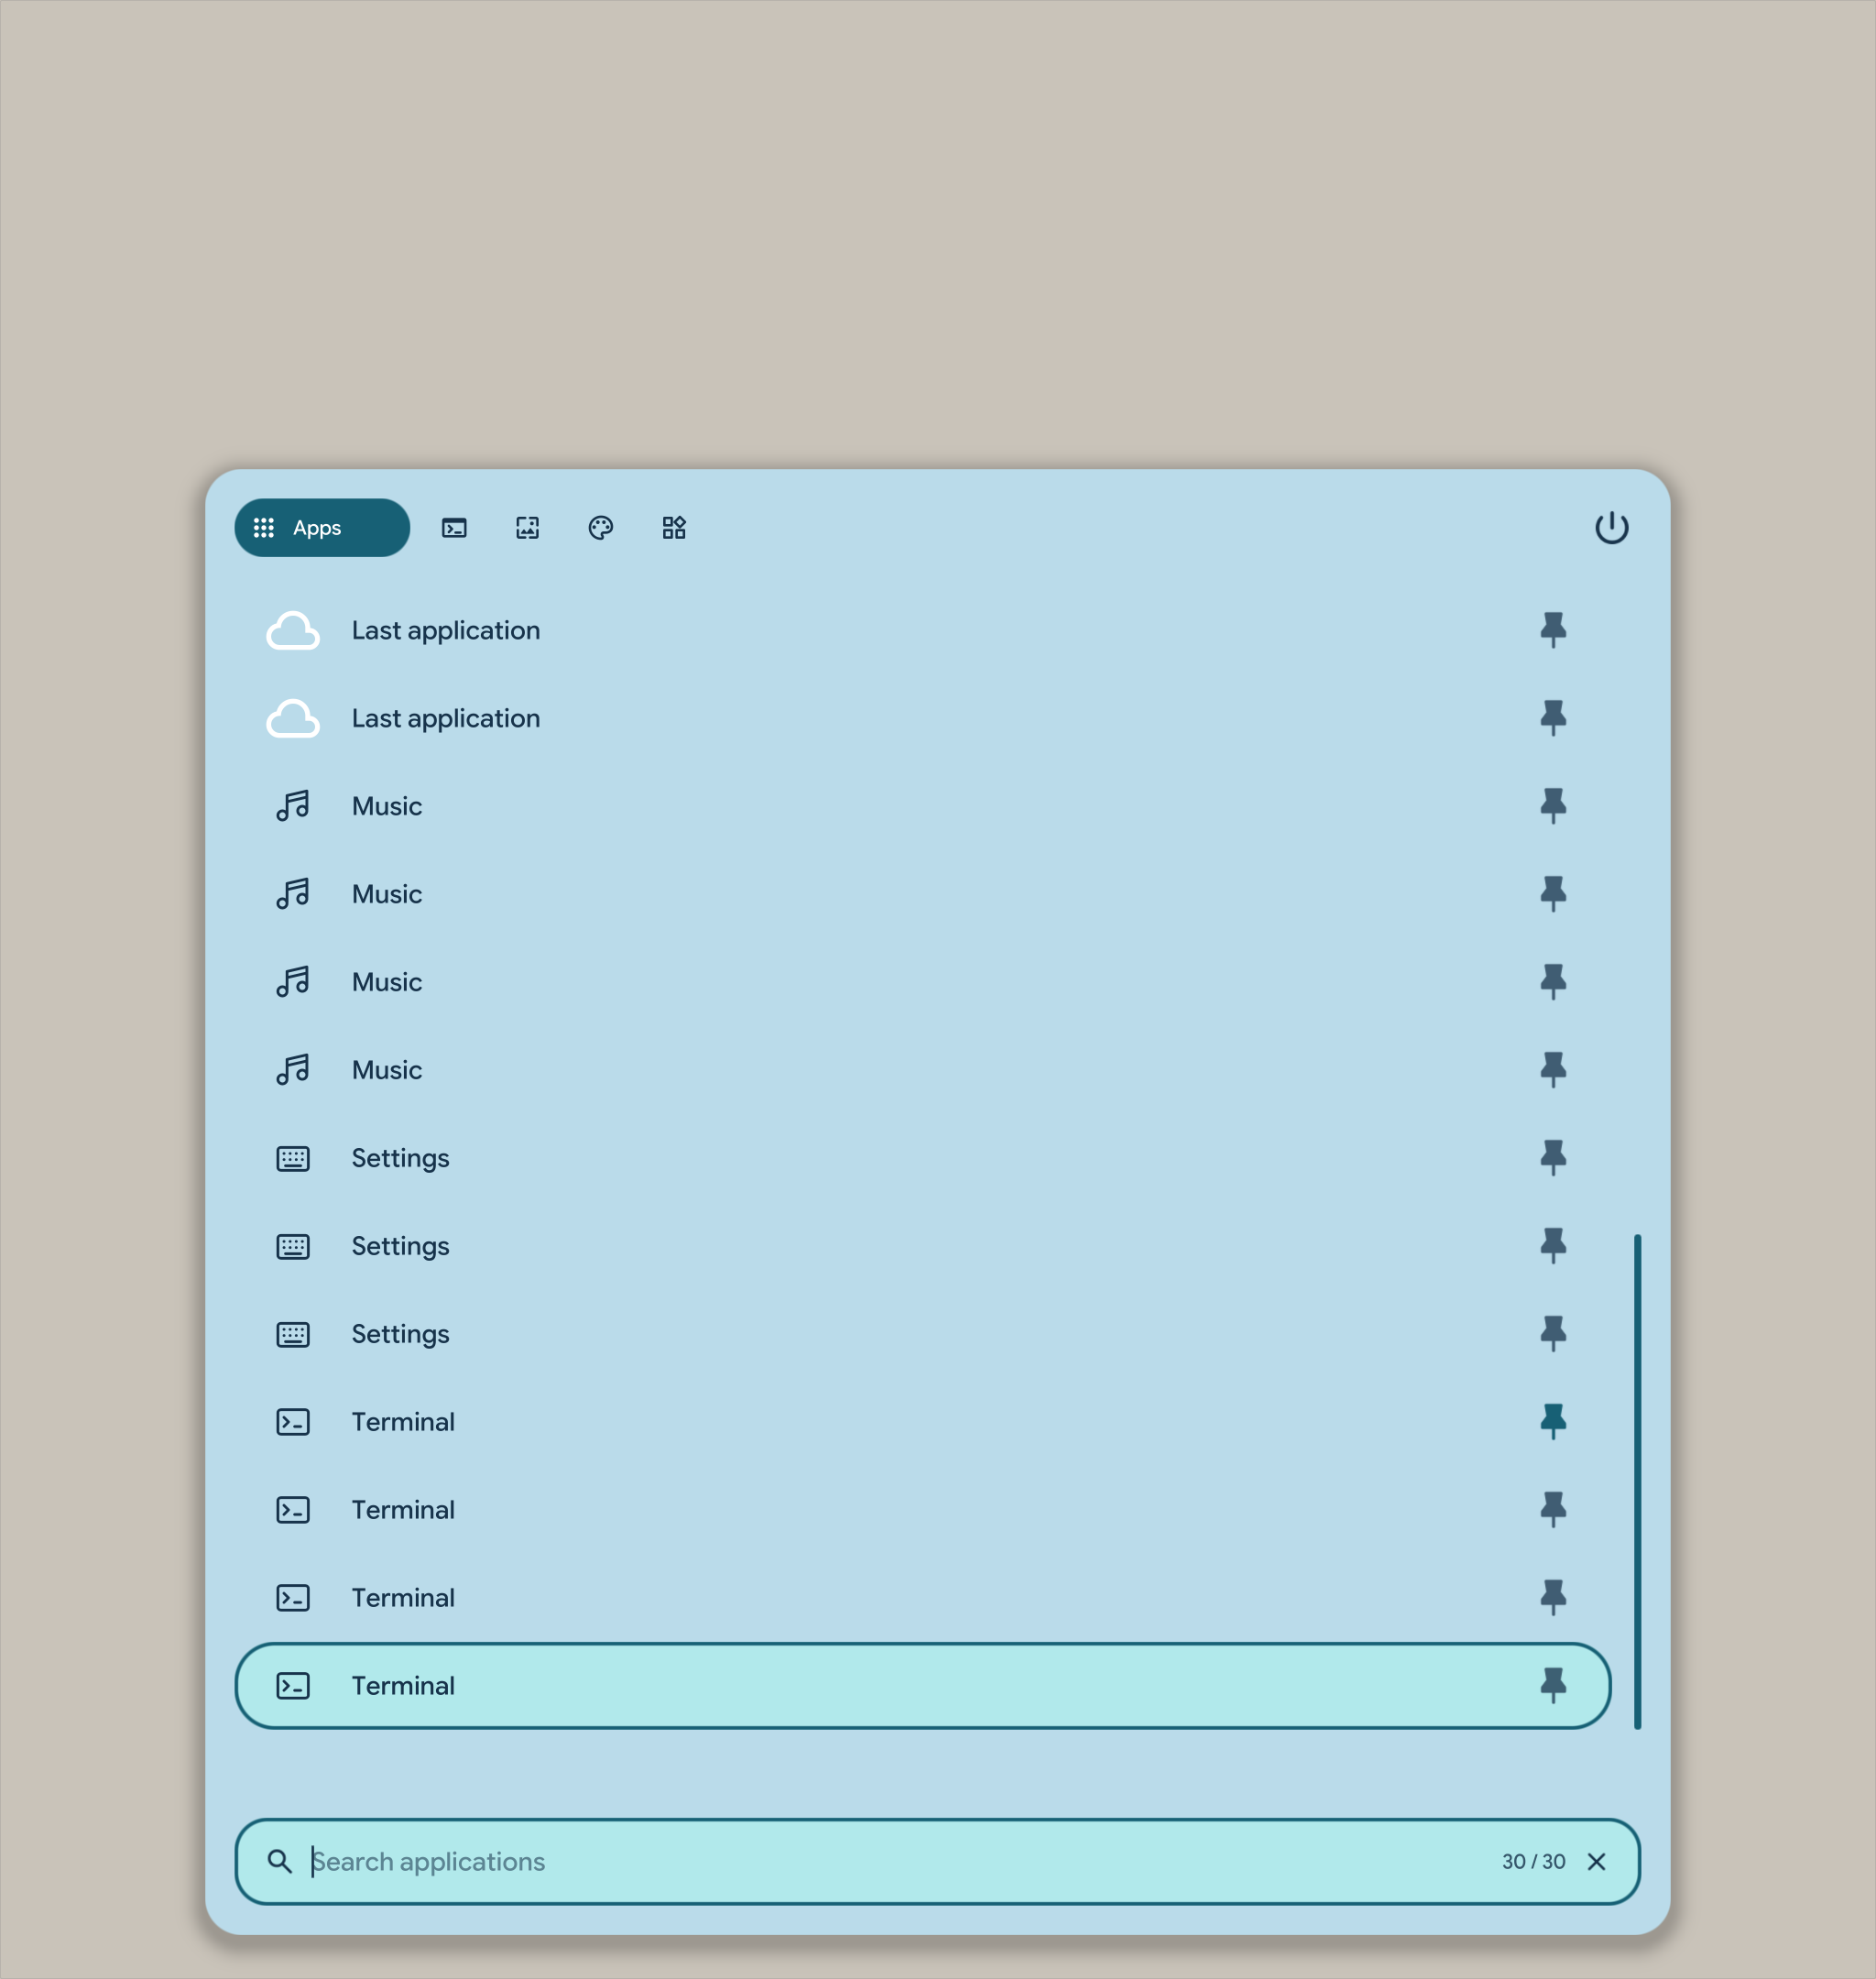 Apps
Last application
Last application
Music
Music
Music
Music
Settings
Settings
Settings
Terminal
Terminal
Terminal
Terminal
Search applications
30 / 30